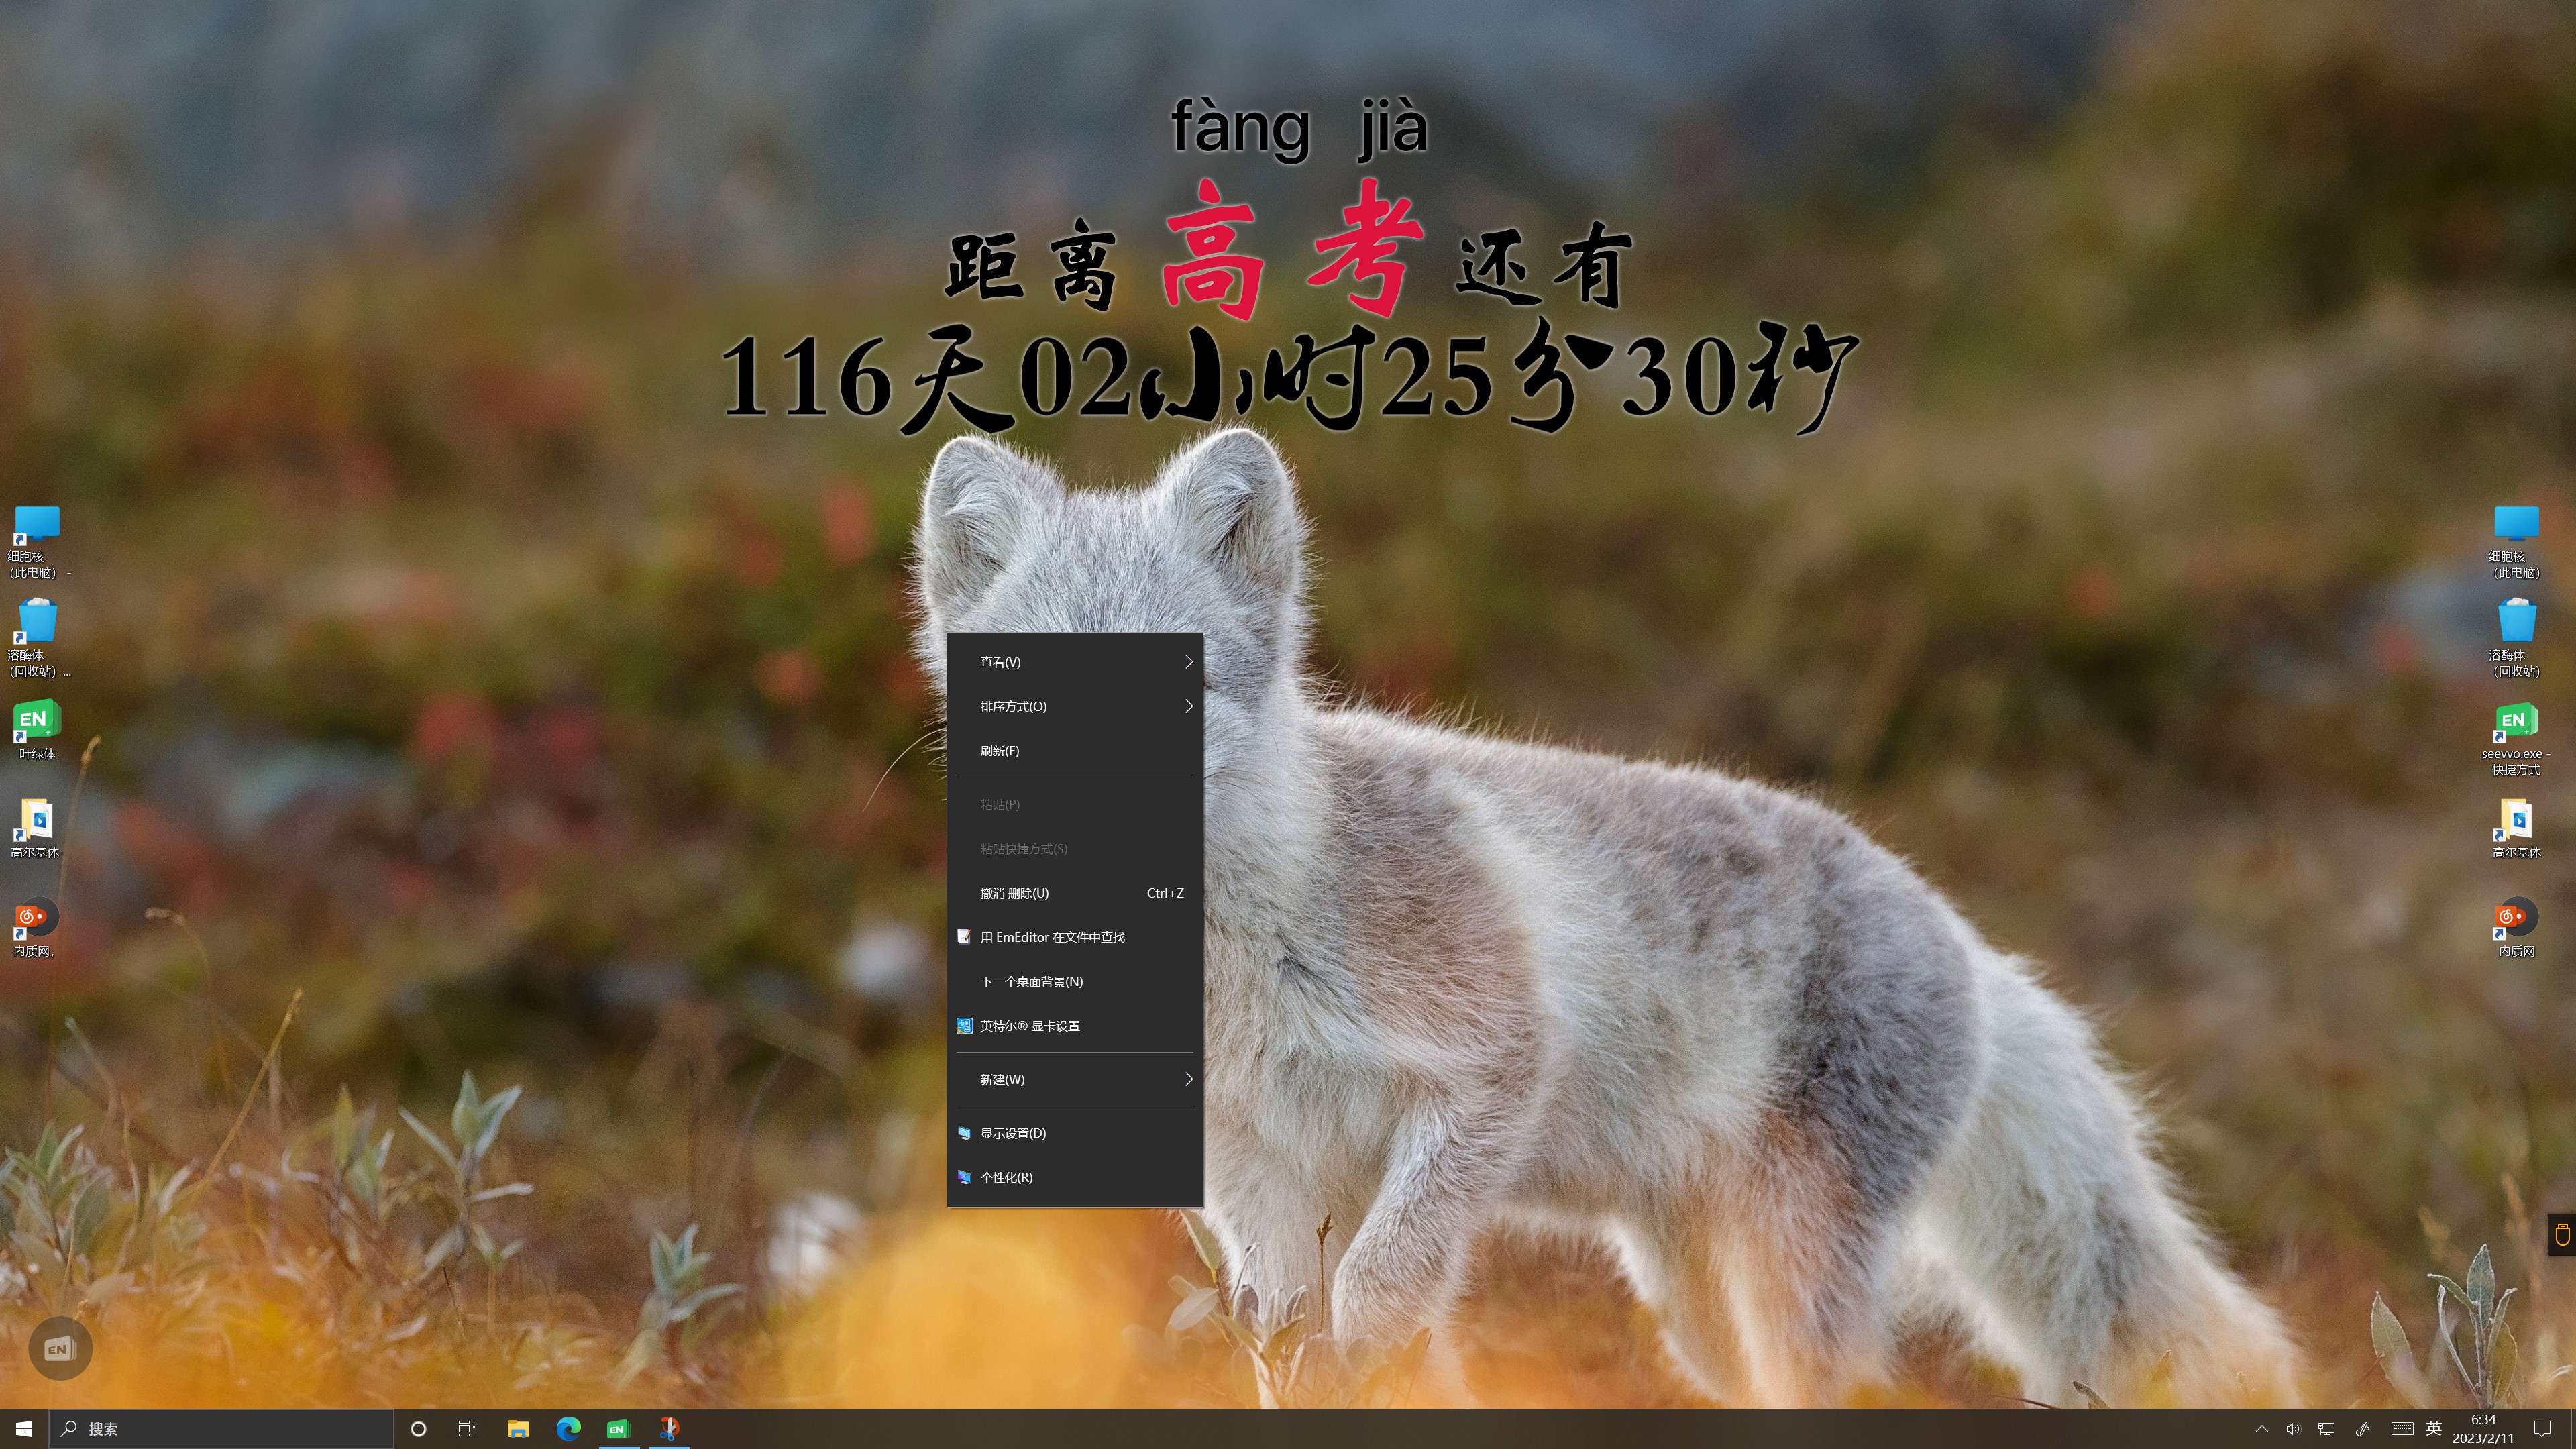 fàng jià
距离高考还有
116天02小时25分30秒
细胞核
（此电脑） -
溶酶体
（回收站）...
EN
叶绿体
高尔基体-
内质网,
细胞核
（此电脑）
溶酶体
（回收站）
EN
seevvo.exe -
快捷方式
高尔基体
内质网
查看(V)
排序方式(O)
刷新(E)
粘贴(P)
粘贴快捷方式(S)
撤消 删除(U) Ctrl+Z
用 EmEditor 在文件中查找
下一个桌面背景(N)
英特尔® 显卡设置
新建(W)
显示设置(D)
个性化(R)
EN
搜索
EN
英
6:34
2023/2/11